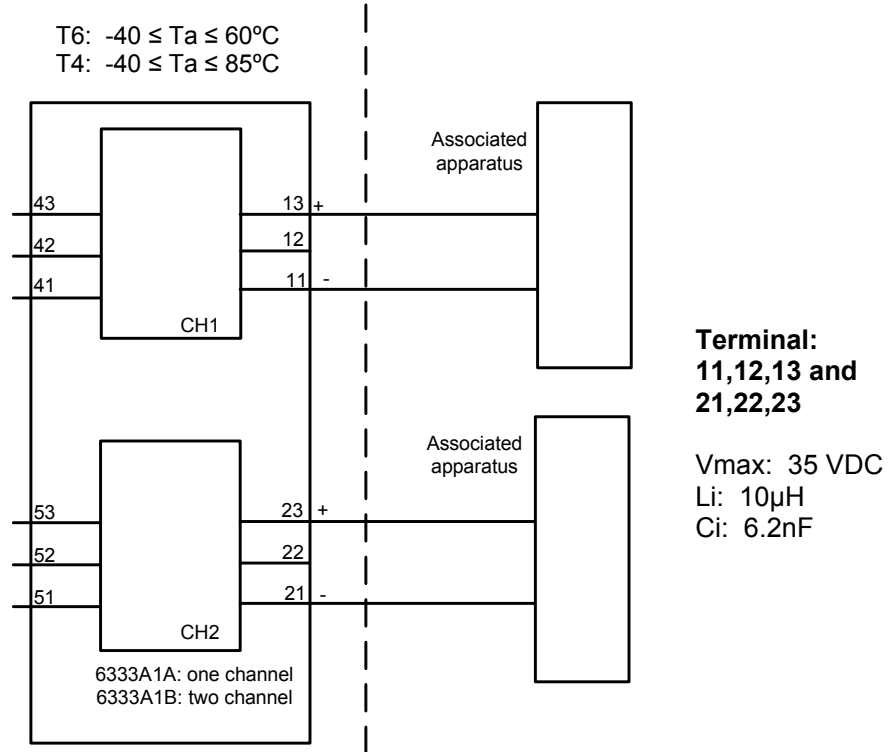 T6: -40 ≤ Ta ≤ 60ºC
T4: -40 ≤ Ta ≤ 85ºC
Associated
apparatus
43
42
41
13 +
12
11 -
CH1
Terminal:
11,12,13 and
21,22,23
Vmax: 35 VDC
Li: 10µH
Ci: 6.2nF
Associated
apparatus
53
52
51
23 +
22
21 -
CH2
6333A1A: one channel
6333A1B: two channel